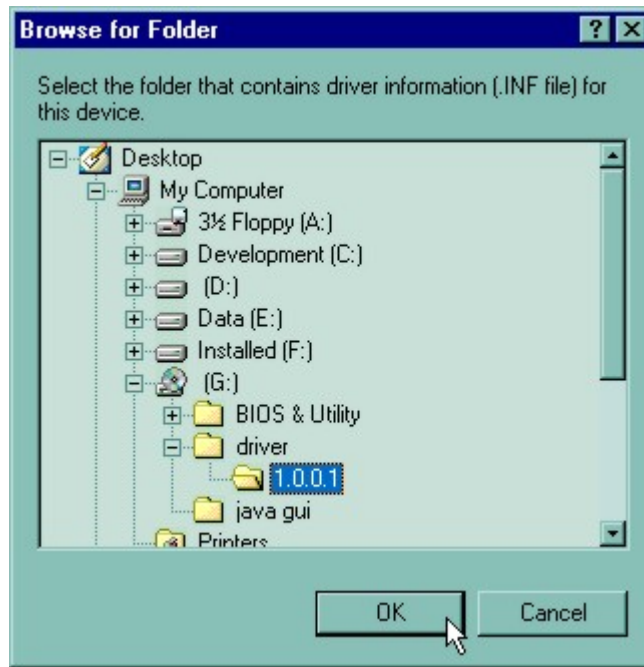 Browse for Folder
Select the folder that contains driver information (.INF file) for
this device.
Desktop
My Computer
3½ Floppy (A:)
Development (C:)
(D:)
Data (E:)
Installed (F:)
(G:)
BIOS & Utility
driver
1.0.0.1
java gui
Printers
OK Cancel